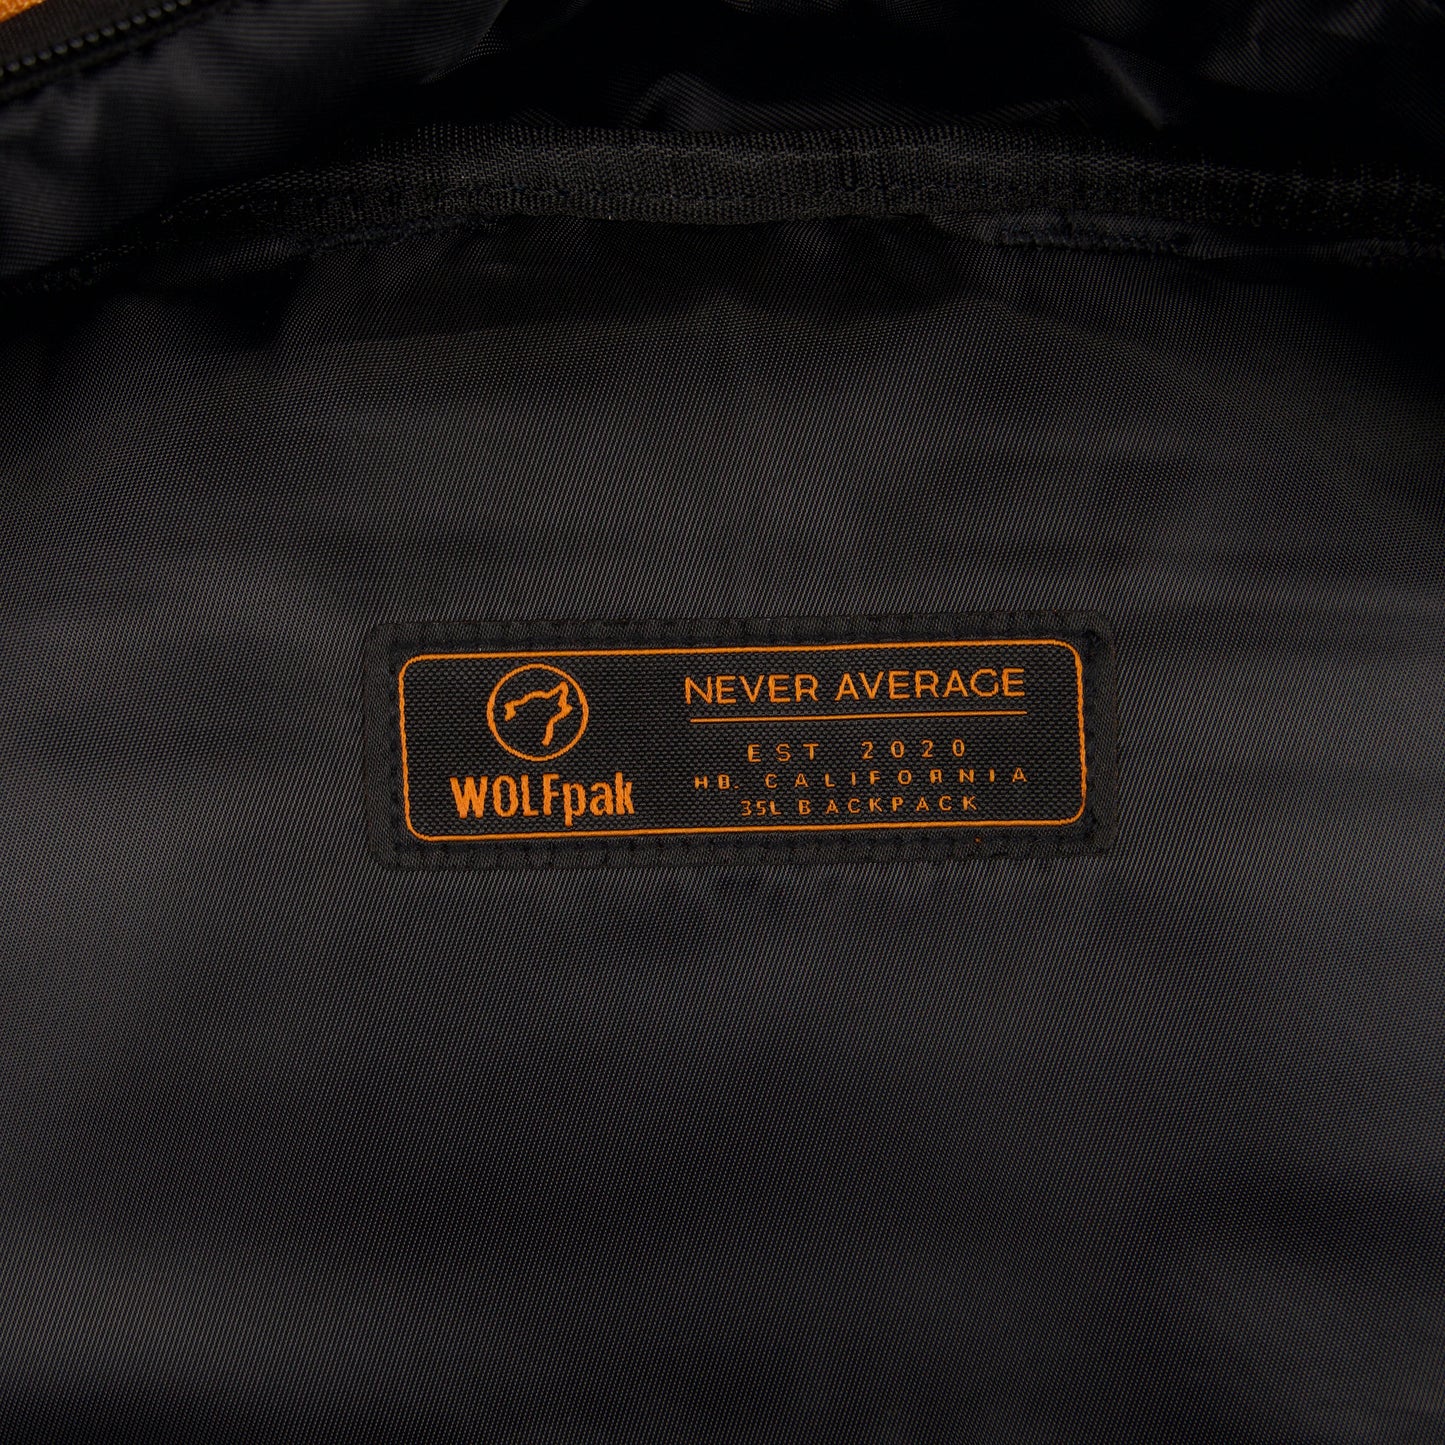 WOLFpak
NEVER AVERAGE
EST 2020
HB. CALIFORNIA
35L BACKPACK